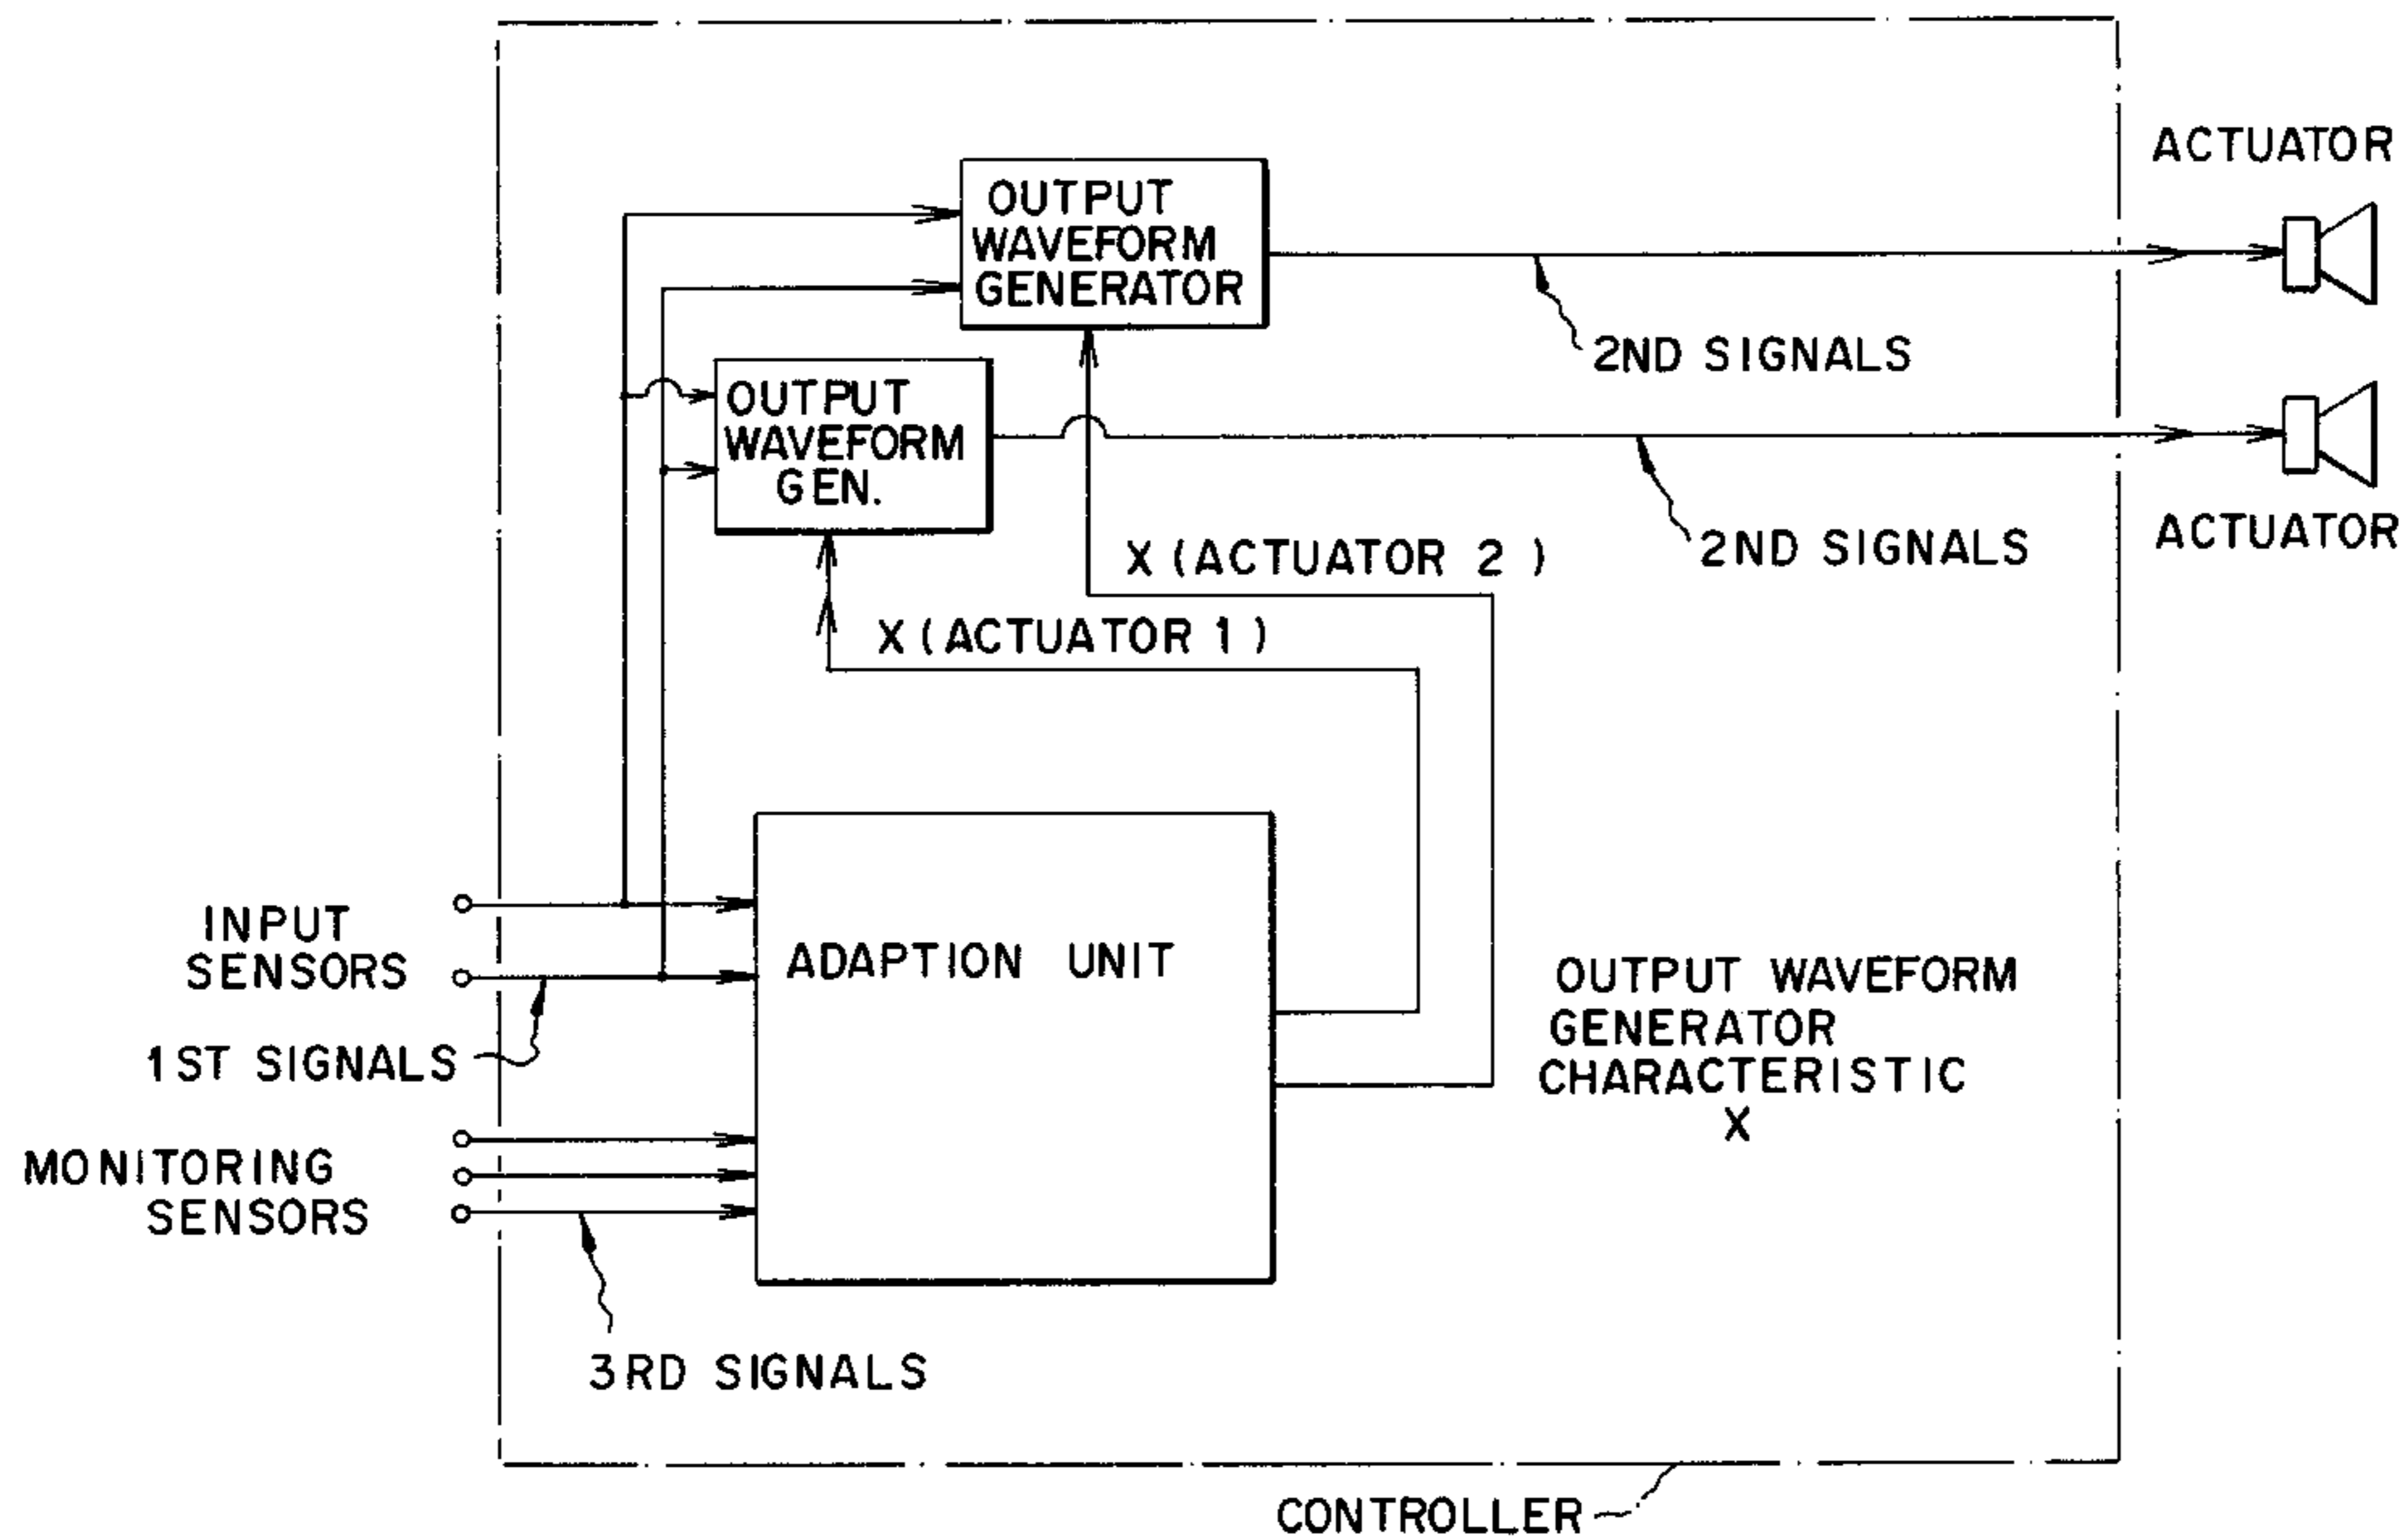 ACTUATOR
OUTPUT
WAVEFORM
GENERATOR
2ND SIGNALS
OUTPUT
WAVEFORM
GEN.
ACTUATOR
2ND SIGNALS
X (ACTUATOR 2)
X (ACTUATOR 1)
INPUT
SENSORS
ADAPTION UNIT
1ST SIGNALS
OUTPUT WAVEFORM
GENERATOR
CHARACTERISTIC
X
MONITORING
SENSORS
3RD SIGNALS
CONTROLLER